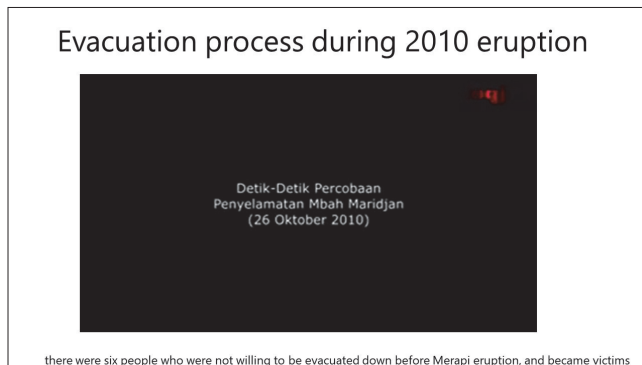 Evacuation process during 2010 eruption
Detik-Detik Percobaan
Penyelamatan Mbah Maridjan
(26 Oktober 2010)
there were six people who were not willing to be evacuated down before Merapi eruption, and became victims